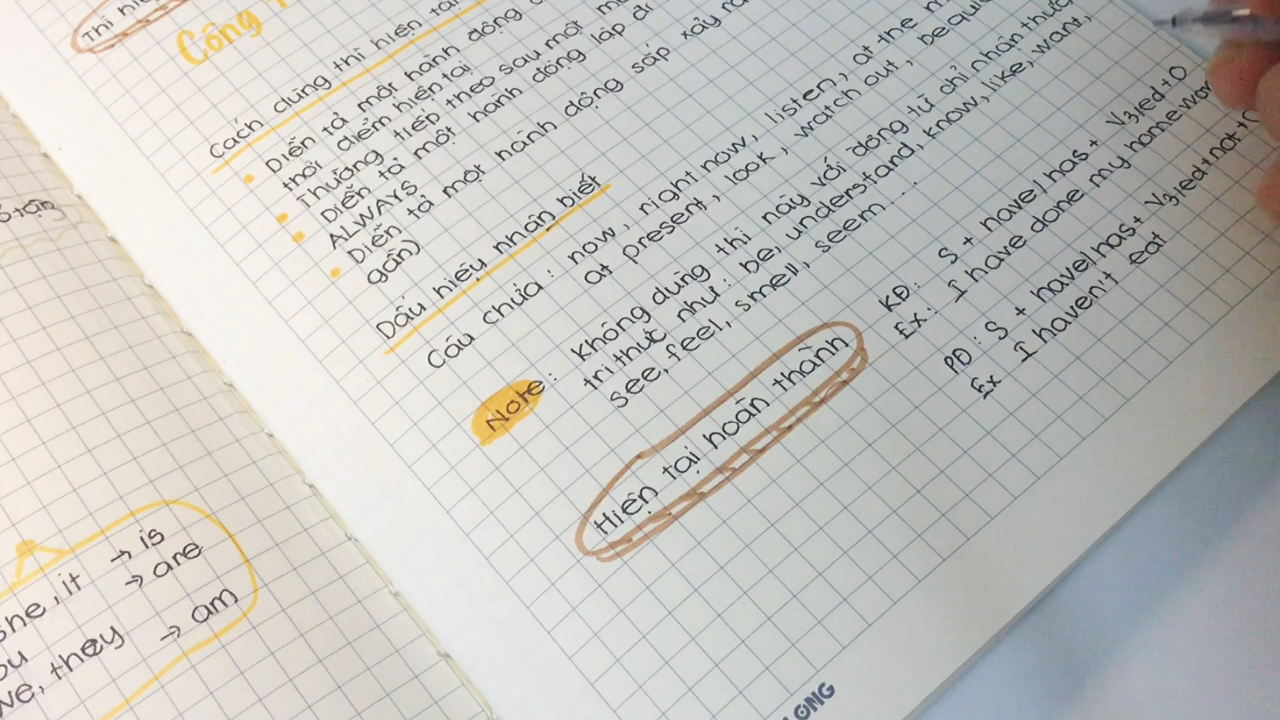 Thì hiệ
Công
Cách dùng thì hiện tại
Diễn tả một hành động
thời điểm hiện tại
Thường tiếp theo sau một
Diễn tả một hành động lặp đi
ALWAYS
Diễn tả một hành động sắp xảy ra
gần)
Dấu hiệu nhận biết
Câu chứa: now, right now, listen, at the m
at present, look, watch out, be quie
Note: Không dùng thì này với động từ chỉ nhận thức
tri thức như: be, understand, know, like, want,
see, feel, smell, seem...
Hiện tại hoàn thành
KĐ: S + have/has + V3/ed + O
Ex: I have done my homewor
PĐ: S + have/has + V3/ed + not + O
Ex I haven't eat
she, it → is
ou → are
we, they
→ am
LONG